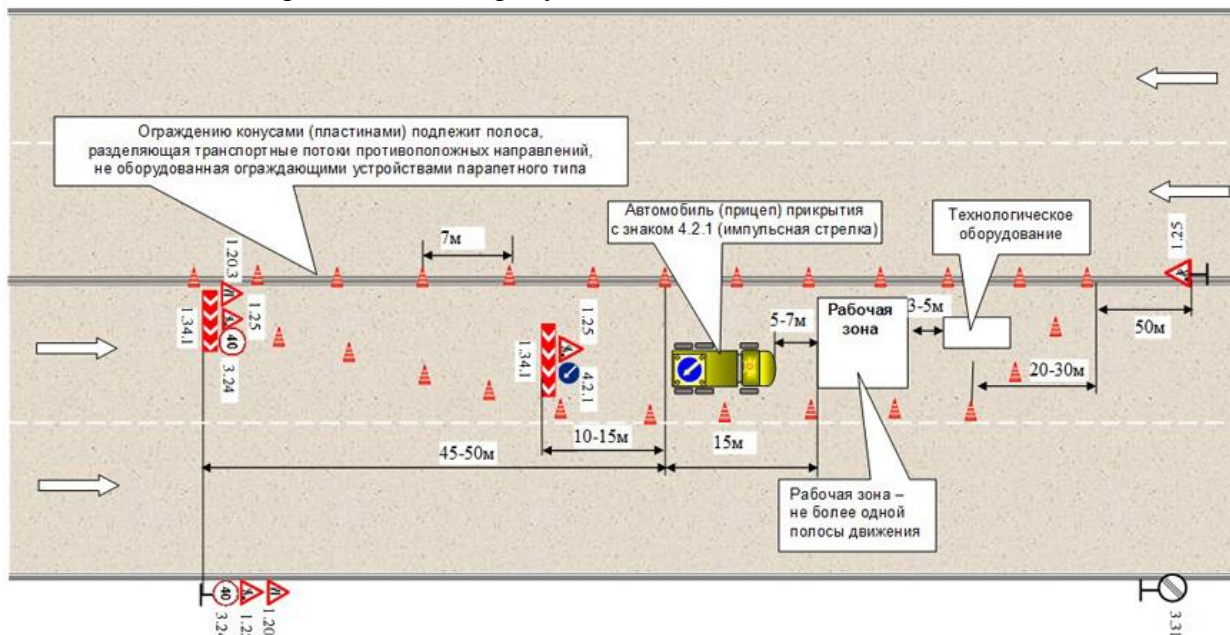 Ограждению конусами (пластинами) подлежит полоса,
разделяющая транспортные потоки противоположных направлений,
не оборудованная ограждающими устройствами парапетного типа
Автомобиль (прицеп) прикрытия
с знаком 4.2.1 (импульсная стрелка)
Технологическое
оборудование
1.25
7м
1.20.3
1.25
1.34.1
40
3.24
1.25
1.34.1
4.2.1
5-7м
Рабочая
зона
3-5м
50м
20-30м
10-15м
45-50м
15м
Рабочая зона –
не более одной
полосы движения
40
3.24
1.25
1.20
3.31